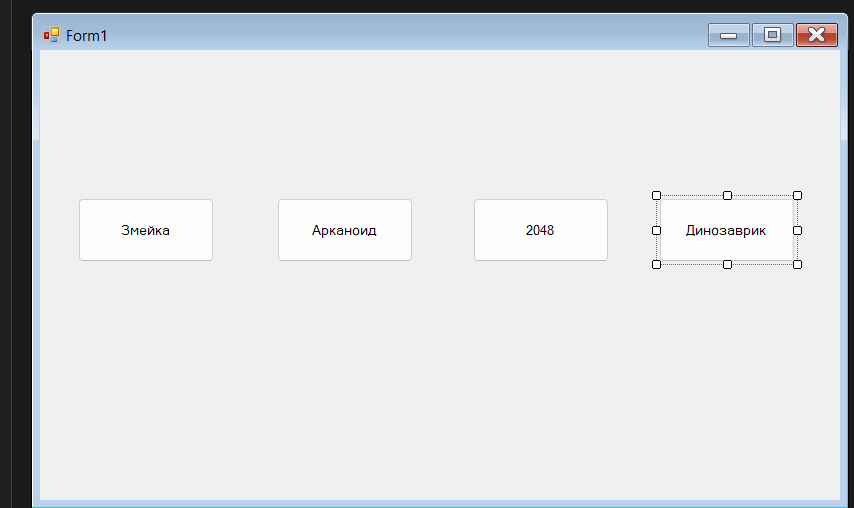 Form1
Змейка
Арканоид
2048
Динозаврик